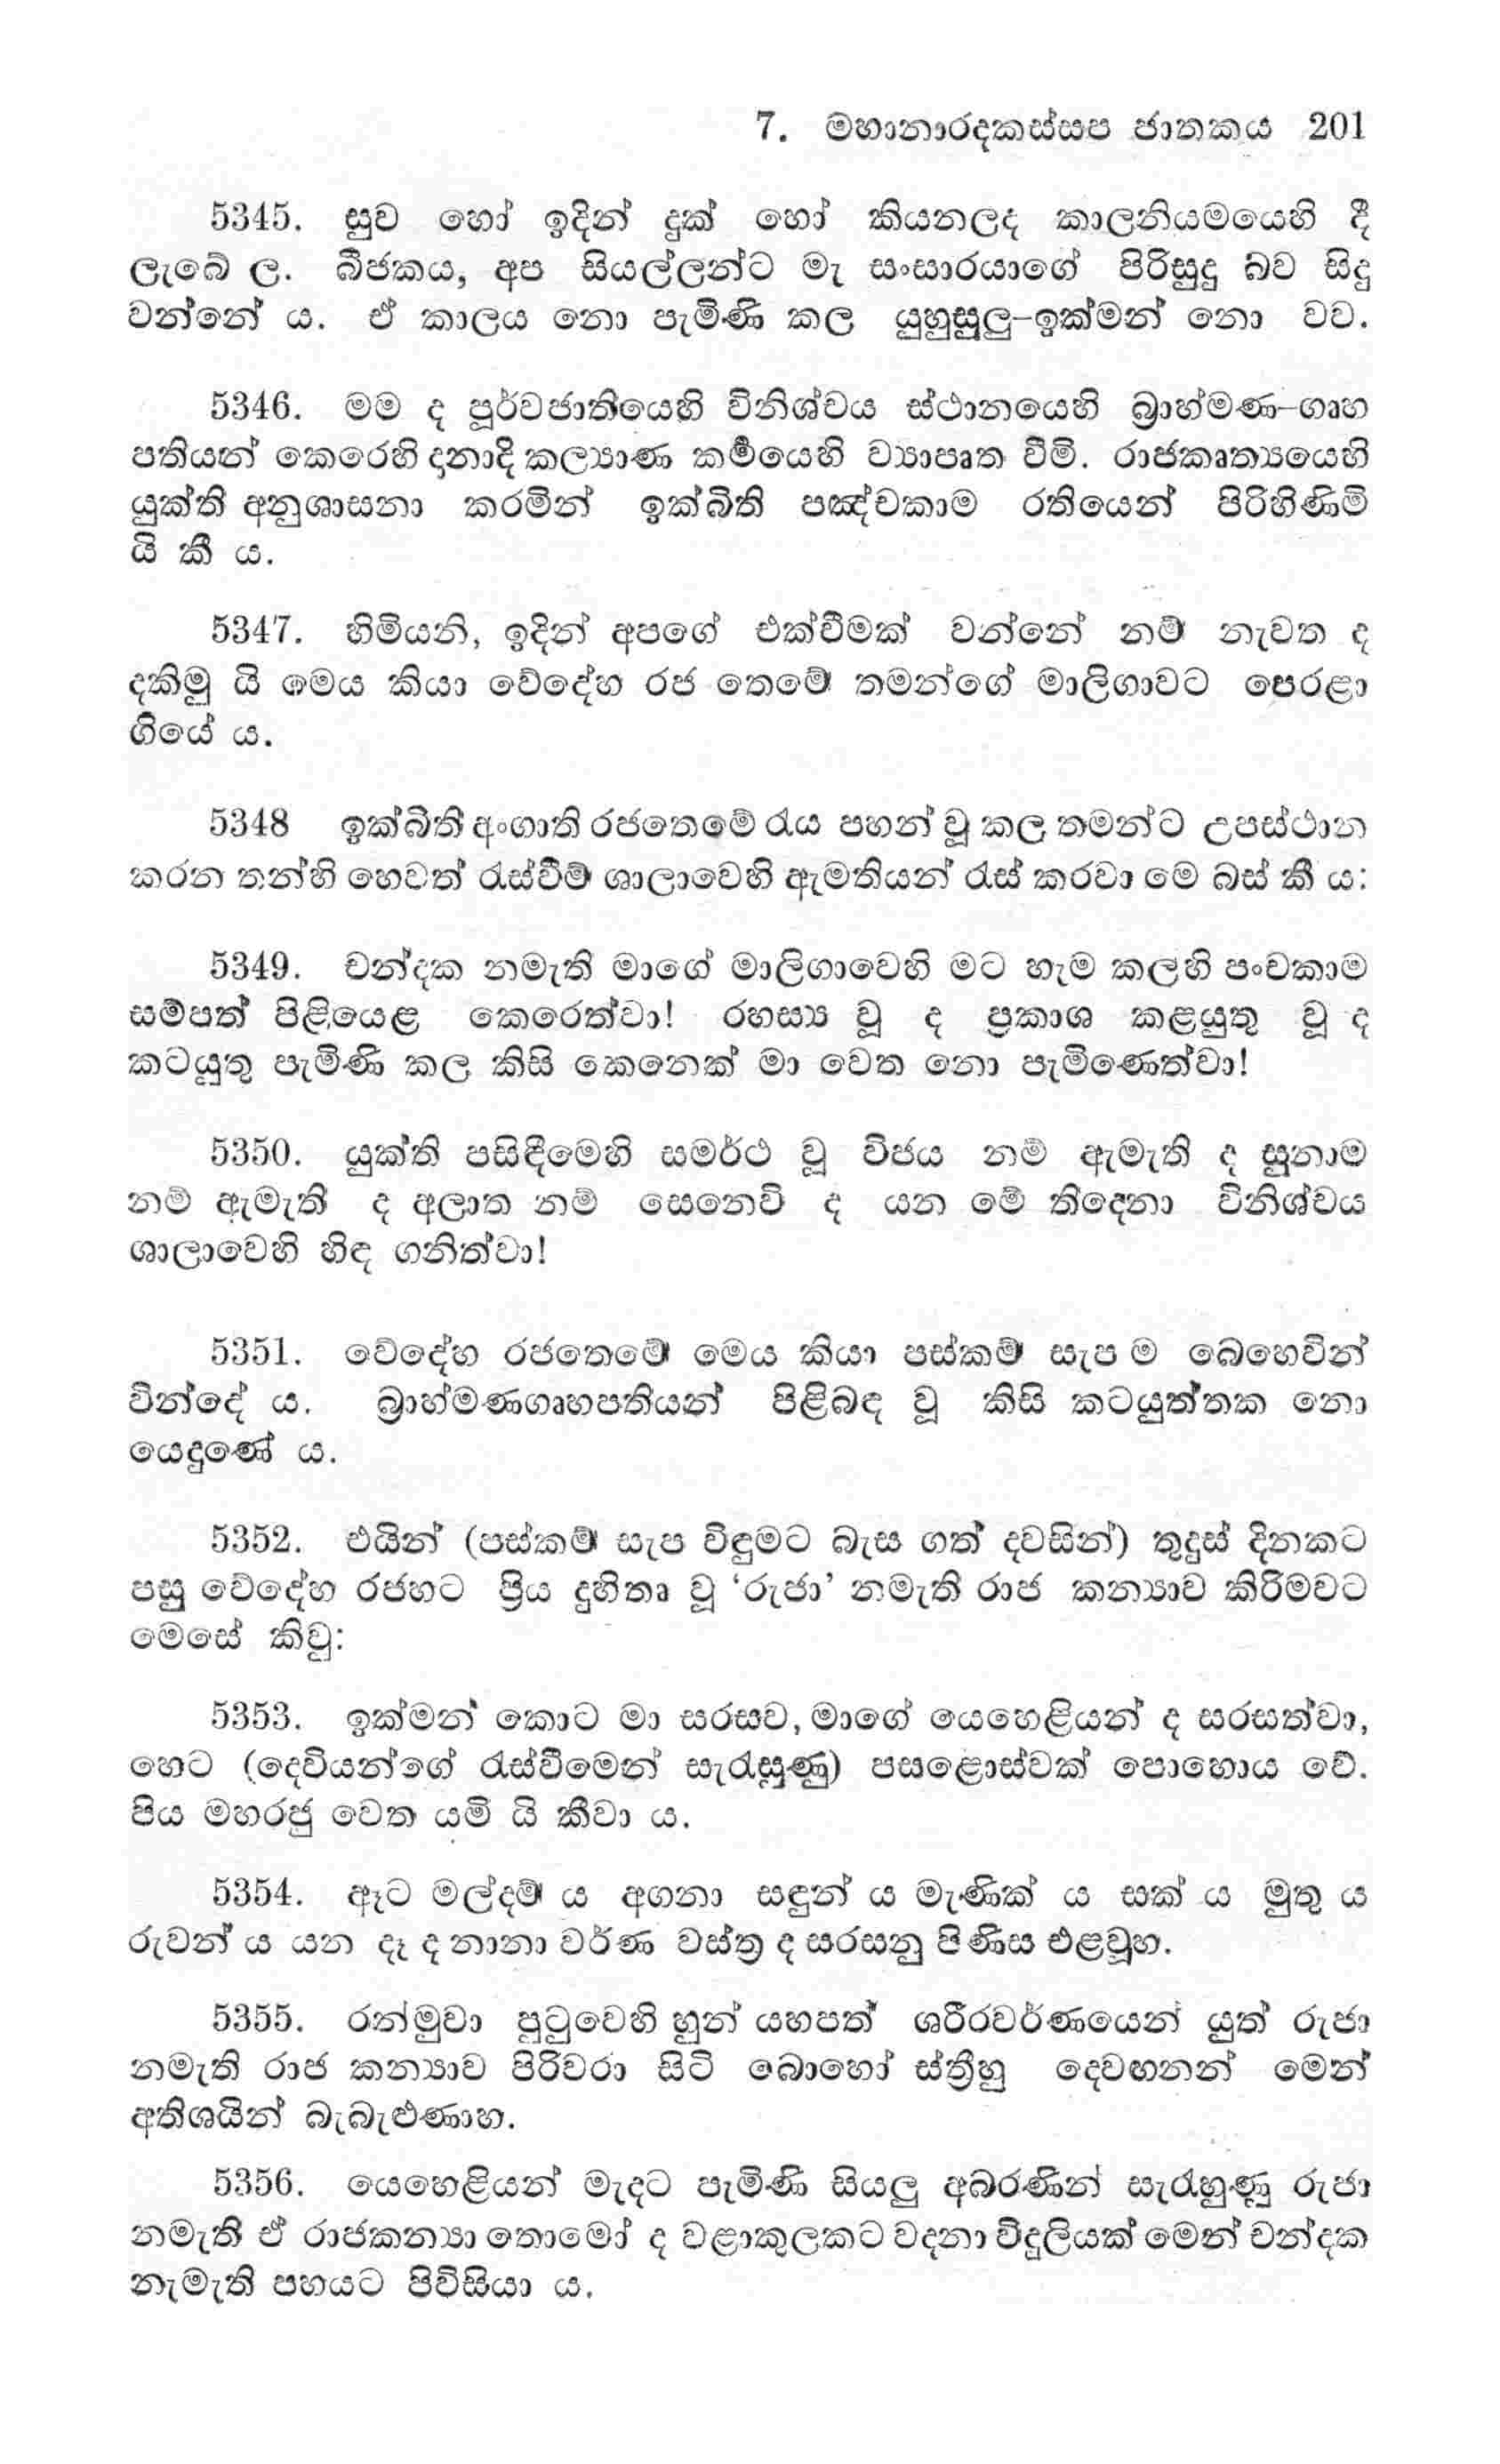 7. මහානාරදකස්සප ජාතකය 201
5345. සුව හෝ ඉදින් දුක් හෝ කියනලද කාලනියමයෙහි දී
ලැබේ ල. බීජකය, අප සියල්ලන්ට මැ සංසාරයාගේ පිරිසුදු බව සිදු
වන්නේ ය. ඒ කාලය නො පැමිණි කල යුහුසුලු-ඉක්මන් නො වව.
5346. මම ද පූර්වජාතියෙහි විනිශ්චය ස්ථානයෙහි බ්‍රාහ්මණ-ගෘහ
පතියන් කෙරෙහි දානාදි කල්‍යාණ කර්‍මයෙහි ව්‍යාපෘත වීමි. රාජකෘත්‍යයෙහි
යුක්ති අනුශාසනා කරමින් ඉක්බිති පඤ්චකාම රතියෙන් පිරිහිණිමි
යි කී ය.
5347. හිමියනි, ඉදින් අපගේ එක්වීමක් වන්නේ නම් නැවත ද
දකිමු යි මෙය කියා වේදේහ රජ තෙමේ තමන්ගේ මාලිගාවට පෙරළා
ගියේ ය.
5348 ඉක්බිති අංගාති රජතෙමේ රැය පහන් වූ කල තමන්ට උපස්ථාන
කරන තන්හි හෙවත් රැස්වීම් ශාලාවෙහි ඇමතියන් රැස් කරවා මෙ බස් කී ය:
5349. චන්දක නමැති මාගේ මාලිගාවෙහි මට හැම කලහි පංචකාම
සම්පත් පිළියෙළ කෙරෙත්වා! රහස්‍ය වූ ද ප්‍රකාශ කළයුතු වූ ද
කටයුතු පැමිණි කල කිසි කෙනෙක් මා වෙත නො පැමිණෙත්වා!
5350. යුක්ති පසිඳීමෙහි සමර්ථ වූ විජය නම් ඇමැති ද සුනාම
නම් ඇමැති ද අලාත නම් සෙනෙවි ද යන මේ තිදෙනා විනිශ්චය
ශාලාවෙහි හිඳ ගනිත්වා!
5351. වේදේහ රජතෙමේ මෙය කියා පස්කම් සැප ම බෙහෙවින්
වින්දේ ය. බ්‍රාහ්මණගෘහපතියන් පිළිබඳ වූ කිසි කටයුත්තක නො
යෙදුණේ ය.
5352. එයින් (පස්කම් සැප විඳුමට බැස ගත් දවසින්) තුදුස් දිනකට
පසු වේදේහ රජහට ප්‍රිය දුහිතෘ වූ ‘රුජා’ නමැති රාජ කන්‍යාව කිරිමවට
මෙසේ කිවු:
5353. ඉක්මන් කොට මා සරසව, මාගේ යෙහෙළියන් ද සරසත්වා,
හෙට (දෙවියන්ගේ රැස්වීමෙන් සැරැසුණු) පසළොස්වක් පොහොය වේ.
පිය මහරජු වෙත යමි යි කීවා ය.
5354. ඈට මල්දම් ය අගනා සඳුන් ය මැණික් ය සක් ය මුතු ය
රුවන් ය යන දෑ ද නානා වර්ණ වස්ත්‍ර ද සරසනු පිණිස එළවූහ.
5355. රන්මුවා පුටුවෙහි හුන් යහපත් ශරීරවර්ණයෙන් යුත් රුජා
නමැති රාජ කන්‍යාව පිරිවරා සිටි බොහෝ ස්ත්‍රීහු දෙවඟනන් මෙන්
අතිශයින් බැබැළුණාහ.
5356. යෙහෙළියන් මැදට පැමිණි සියලු අබරණින් සැරැහුණු රුජා
නමැති ඒ රාජකන්‍යා තොමෝ ද වළාකුලකට වදනා විදුලියක් මෙන් චන්දක
නැමැති පහයට පිවිසියා ය.